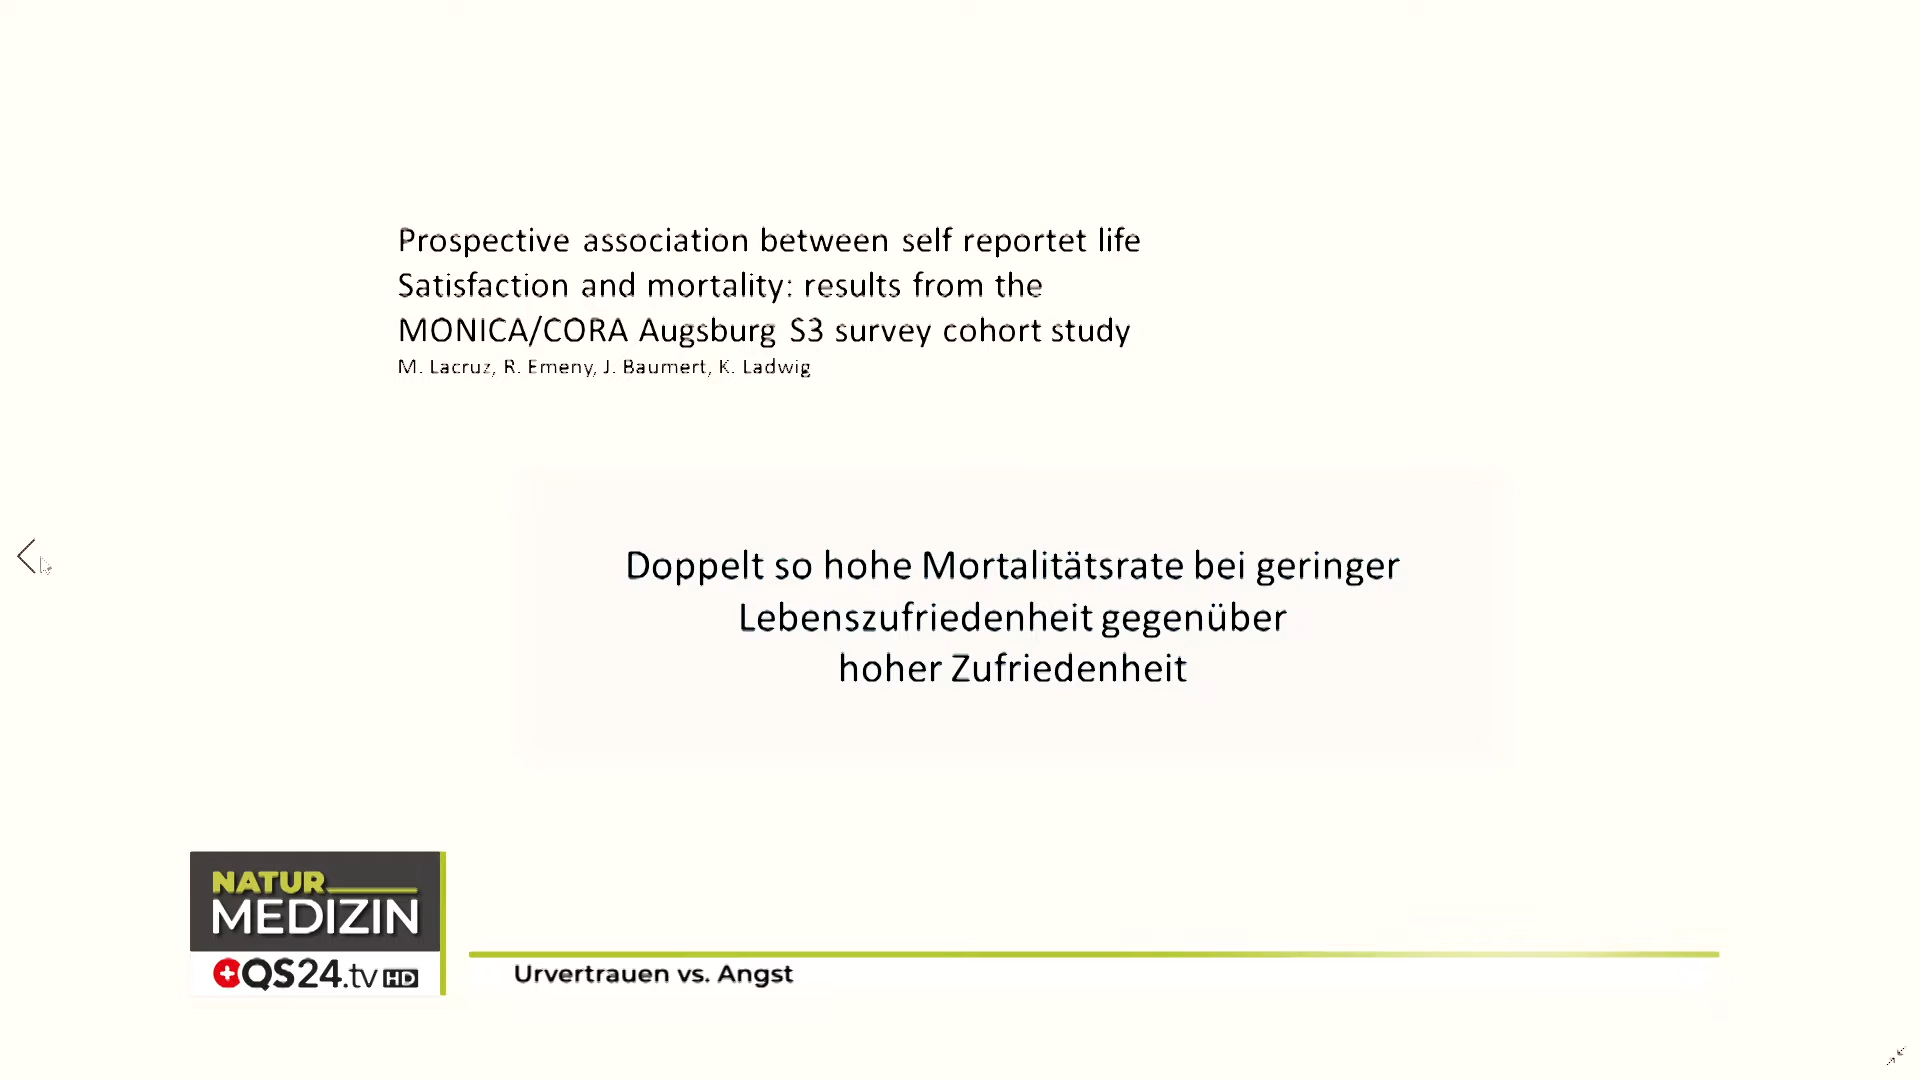 Prospective association between self reportet life
Satisfaction and mortality: results from the
MONICA/CORA Augsburg S3 survey cohort study
M. Lacruz, R. Emeny, J. Baumert, K. Ladwig
Doppelt so hohe Mortalitätsrate bei geringer
Lebenszufriedenheit gegenüber
hoher Zufriedenheit
NATUR
MEDIZIN
QS24.tv HD
Urvertrauen vs. Angst